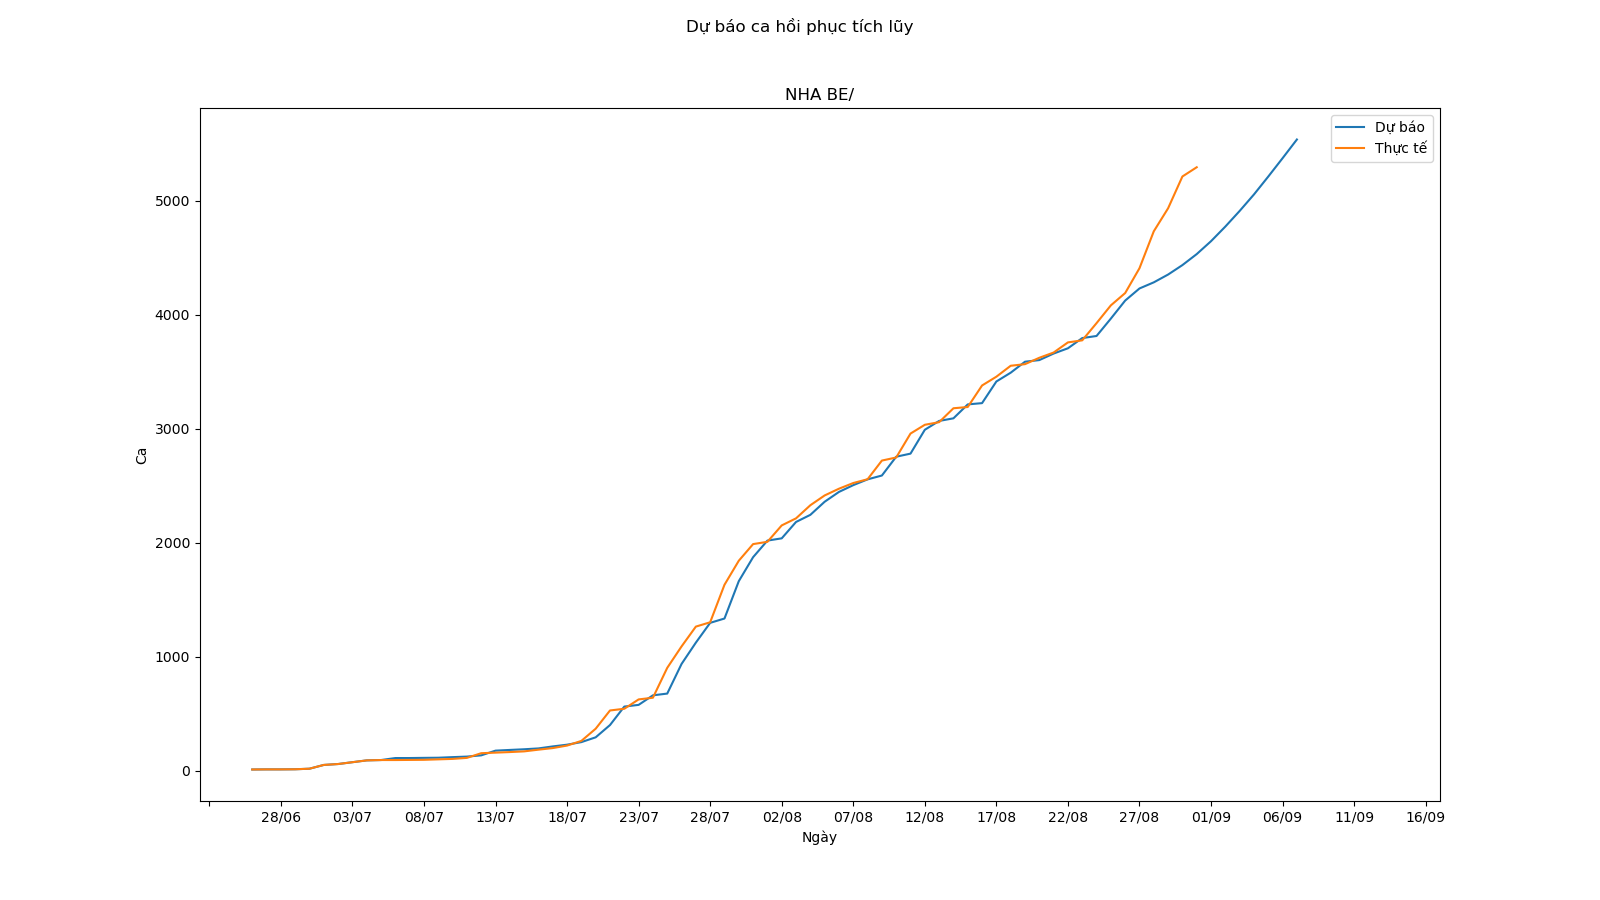 Dự báo ca hồi phục tích lũy
NHA BE/
Dự báo
Thực tế
5000
4000
3000
2000
1000
0
Ca
28/06 03/07 08/07 13/07 18/07 23/07 28/07 02/08 07/08 12/08 17/08 22/08 27/08 01/09 06/09 11/09 16/09
Ngày